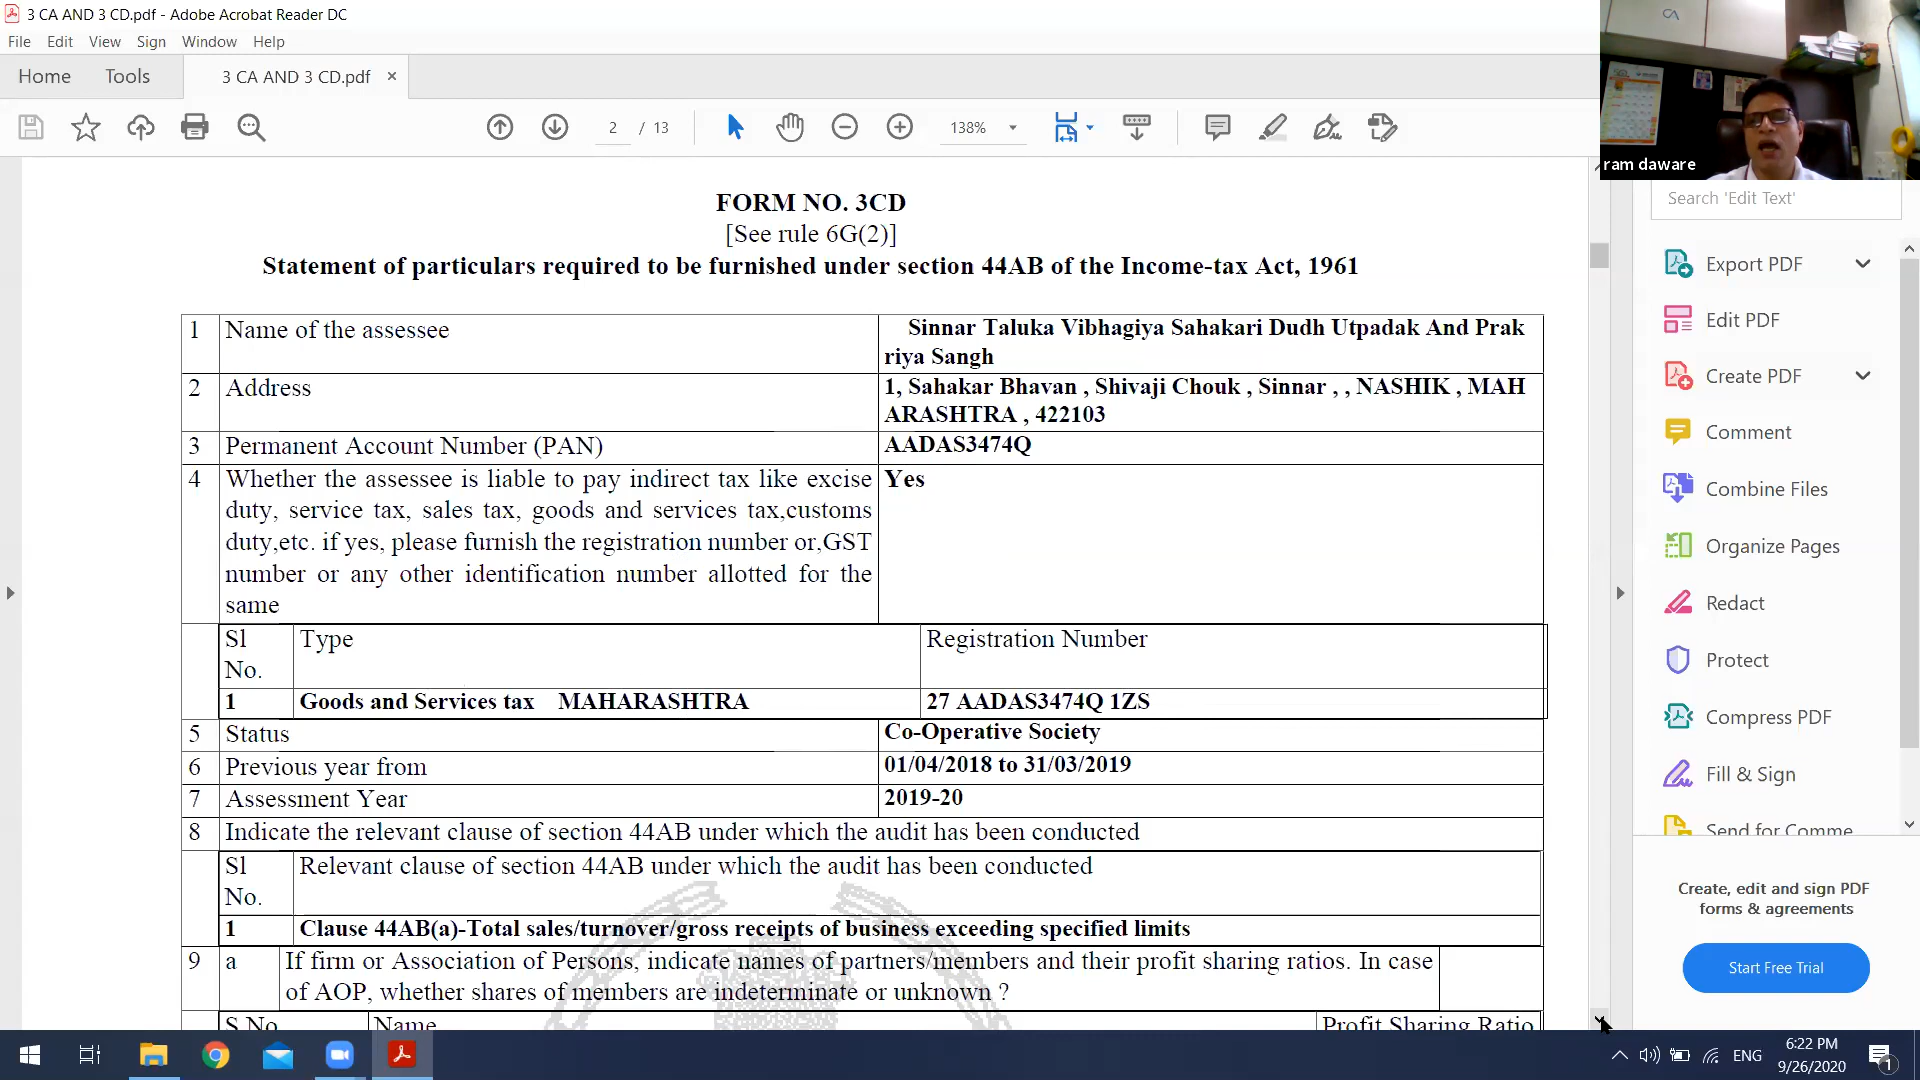 3 CA AND 3 CD.pdf - Adobe Acrobat Reader DC
File Edit View Sign Window Help
Home Tools 3 CA AND 3 CD.pdf ×
2 / 13 138%
CA
ram daware
FORM NO. 3CD
[See rule 6G(2)]
Statement of particulars required to be furnished under section 44AB of the Income-tax Act, 1961
1 Name of the assessee Sinnar Taluka Vibhagiya Sahakari Dudh Utpadak And Prak
riya Sangh
2 Address 1, Sahakar Bhavan , Shivaji Chouk , Sinnar , , NASHIK , MAH
ARASHTRA , 422103
3 Permanent Account Number (PAN) AADAS3474Q
4 Whether the assessee is liable to pay indirect tax like excise Yes
duty, service tax, sales tax, goods and services tax,customs
duty,etc. if yes, please furnish the registration number or,GST
number or any other identification number allotted for the
same
Sl Type Registration Number
No.
1 Goods and Services tax MAHARASHTRA 27 AADAS3474Q 1ZS
5 Status Co-Operative Society
6 Previous year from 01/04/2018 to 31/03/2019
7 Assessment Year 2019-20
8 Indicate the relevant clause of section 44AB under which the audit has been conducted
Sl Relevant clause of section 44AB under which the audit has been conducted
No.
1 Clause 44AB(a)-Total sales/turnover/gross receipts of business exceeding specified limits
9 a If firm or Association of Persons, indicate names of partners/members and their profit sharing ratios. In case
of AOP, whether shares of members are indeterminate or unknown ?
S.No Name Profit Sharing Ratio
Search 'Edit Text'
Export PDF
Edit PDF
Create PDF
Comment
Combine Files
Organize Pages
Redact
Protect
Compress PDF
Fill & Sign
Send for Comme
Create, edit and sign PDF
forms & agreements
Start Free Trial
ENG
6:22 PM
9/26/2020
1